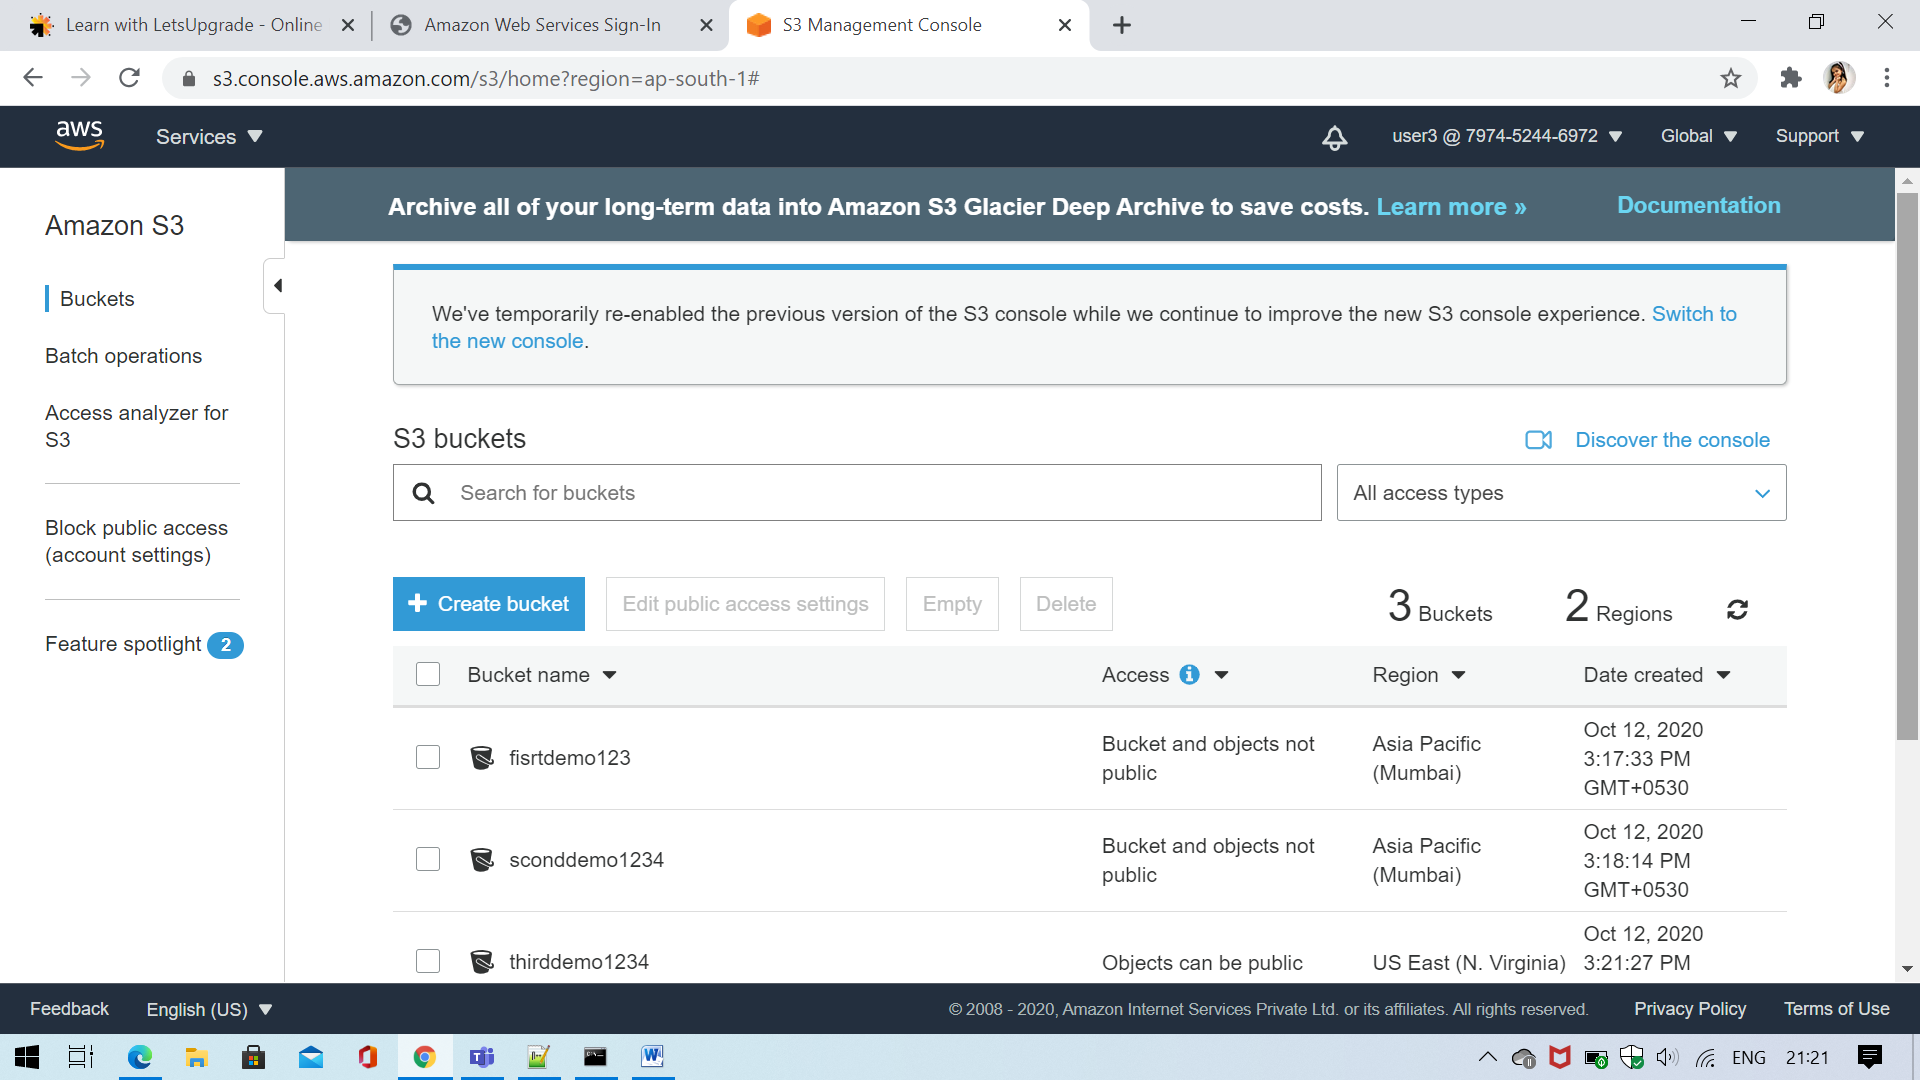 Learn with LetsUpgrade - Online
Amazon Web Services Sign-In
S3 Management Console
s3.console.aws.amazon.com/s3/home?region=ap-south-1#
aws
Services
user3 @ 7974-5244-6972
Global
Support
Amazon S3
Buckets
Batch operations
Access analyzer for
S3
Block public access
(account settings)
Feature spotlight 2
Archive all of your long-term data into Amazon S3 Glacier Deep Archive to save costs. Learn more »
Documentation
We've temporarily re-enabled the previous version of the S3 console while we continue to improve the new S3 console experience. Switch to
the new console.
S3 buckets
Discover the console
Search for buckets
All access types
+ Create bucket
Edit public access settings
Empty
Delete
3 Buckets
2 Regions
Bucket name
Access
Region
Date created
fisrtdemo123
Bucket and objects not
public
Asia Pacific
(Mumbai)
Oct 12, 2020
3:17:33 PM
GMT+0530
sconddemo1234
Bucket and objects not
public
Asia Pacific
(Mumbai)
Oct 12, 2020
3:18:14 PM
GMT+0530
thirddemo1234
Objects can be public
US East (N. Virginia)
Oct 12, 2020
3:21:27 PM
Feedback
English (US)
© 2008 - 2020, Amazon Internet Services Private Ltd. or its affiliates. All rights reserved.
Privacy Policy
Terms of Use
ENG
21:21